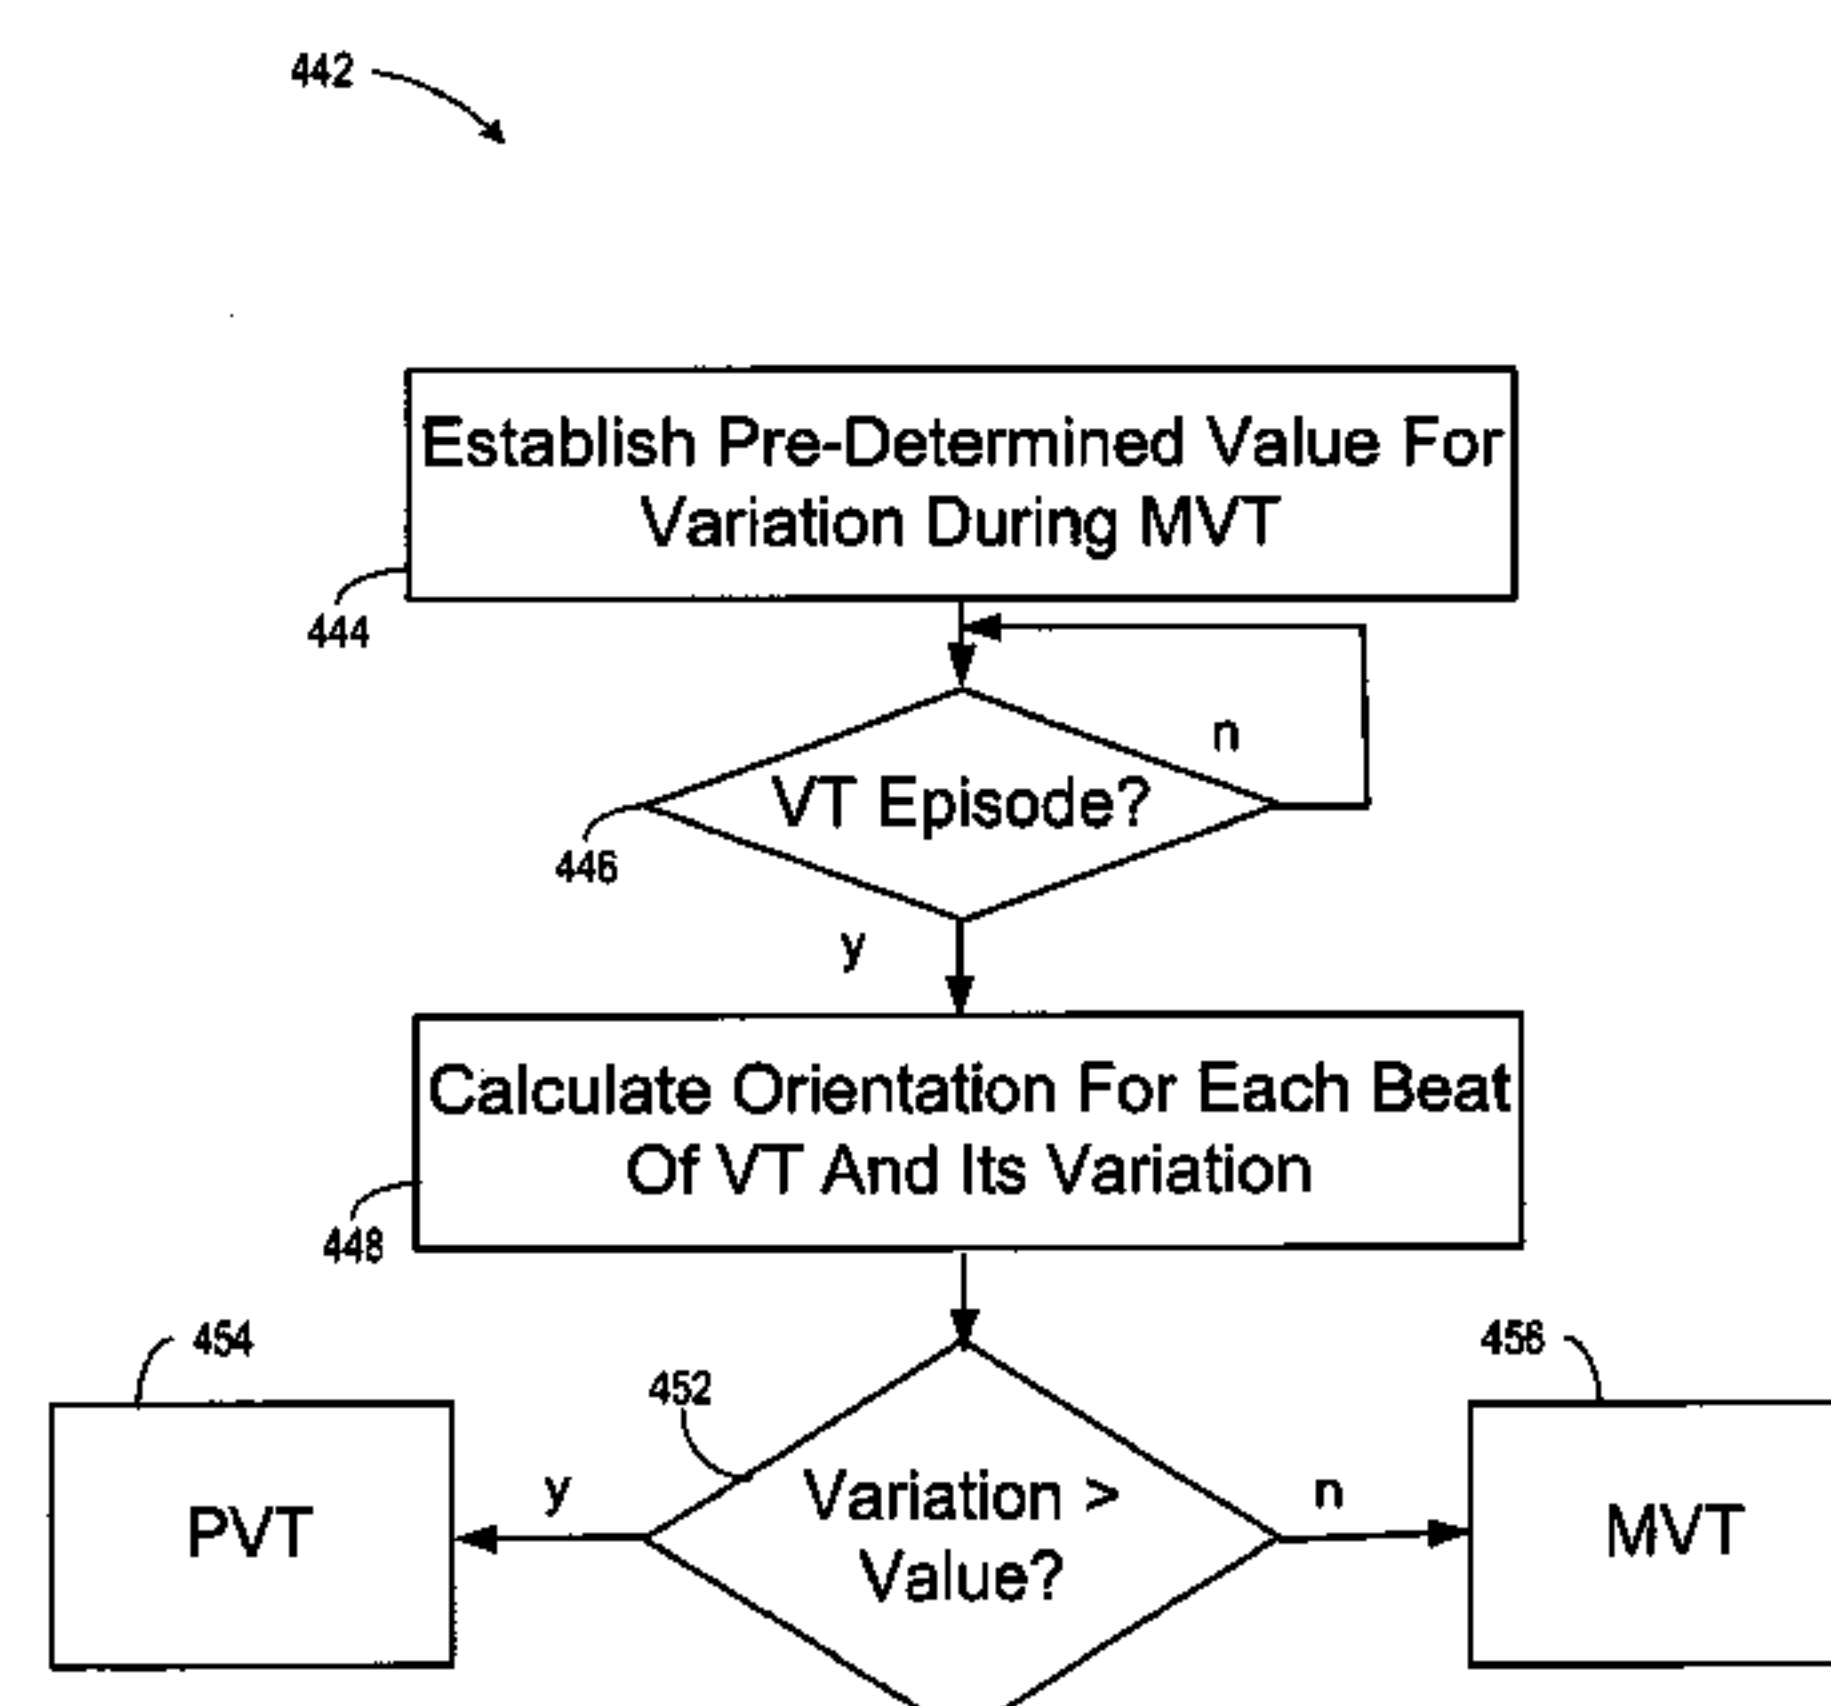 442
Establish Pre-Determined Value For
Variation During MVT
444
n
VT Episode?
446
y
Calculate Orientation For Each Beat
Of VT And Its Variation
448
454
456
452
y
Variation >
n
PVT
MVT
Value?